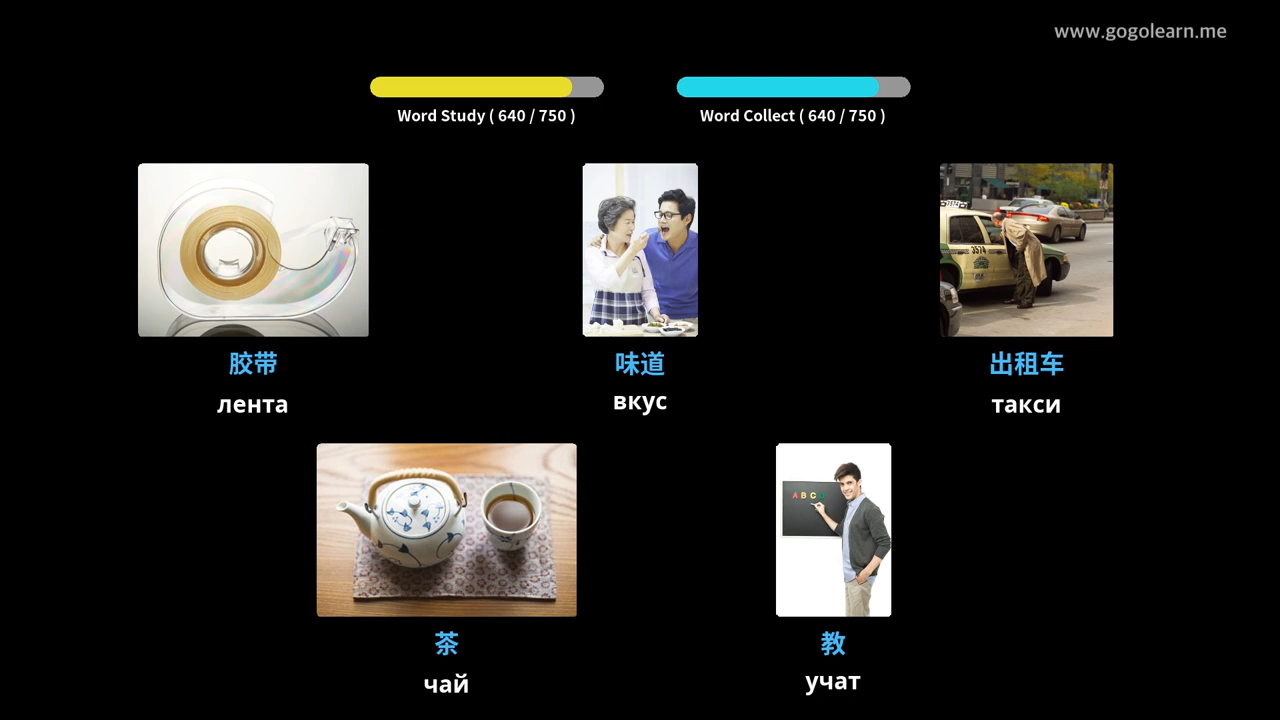 www.gogolearn.me
Word Study ( 640 / 750 )
Word Collect ( 640 / 750 )
3574
胶带
味道
出租车
лента
вкус
такси
A B C D
茶
教
чай
учат